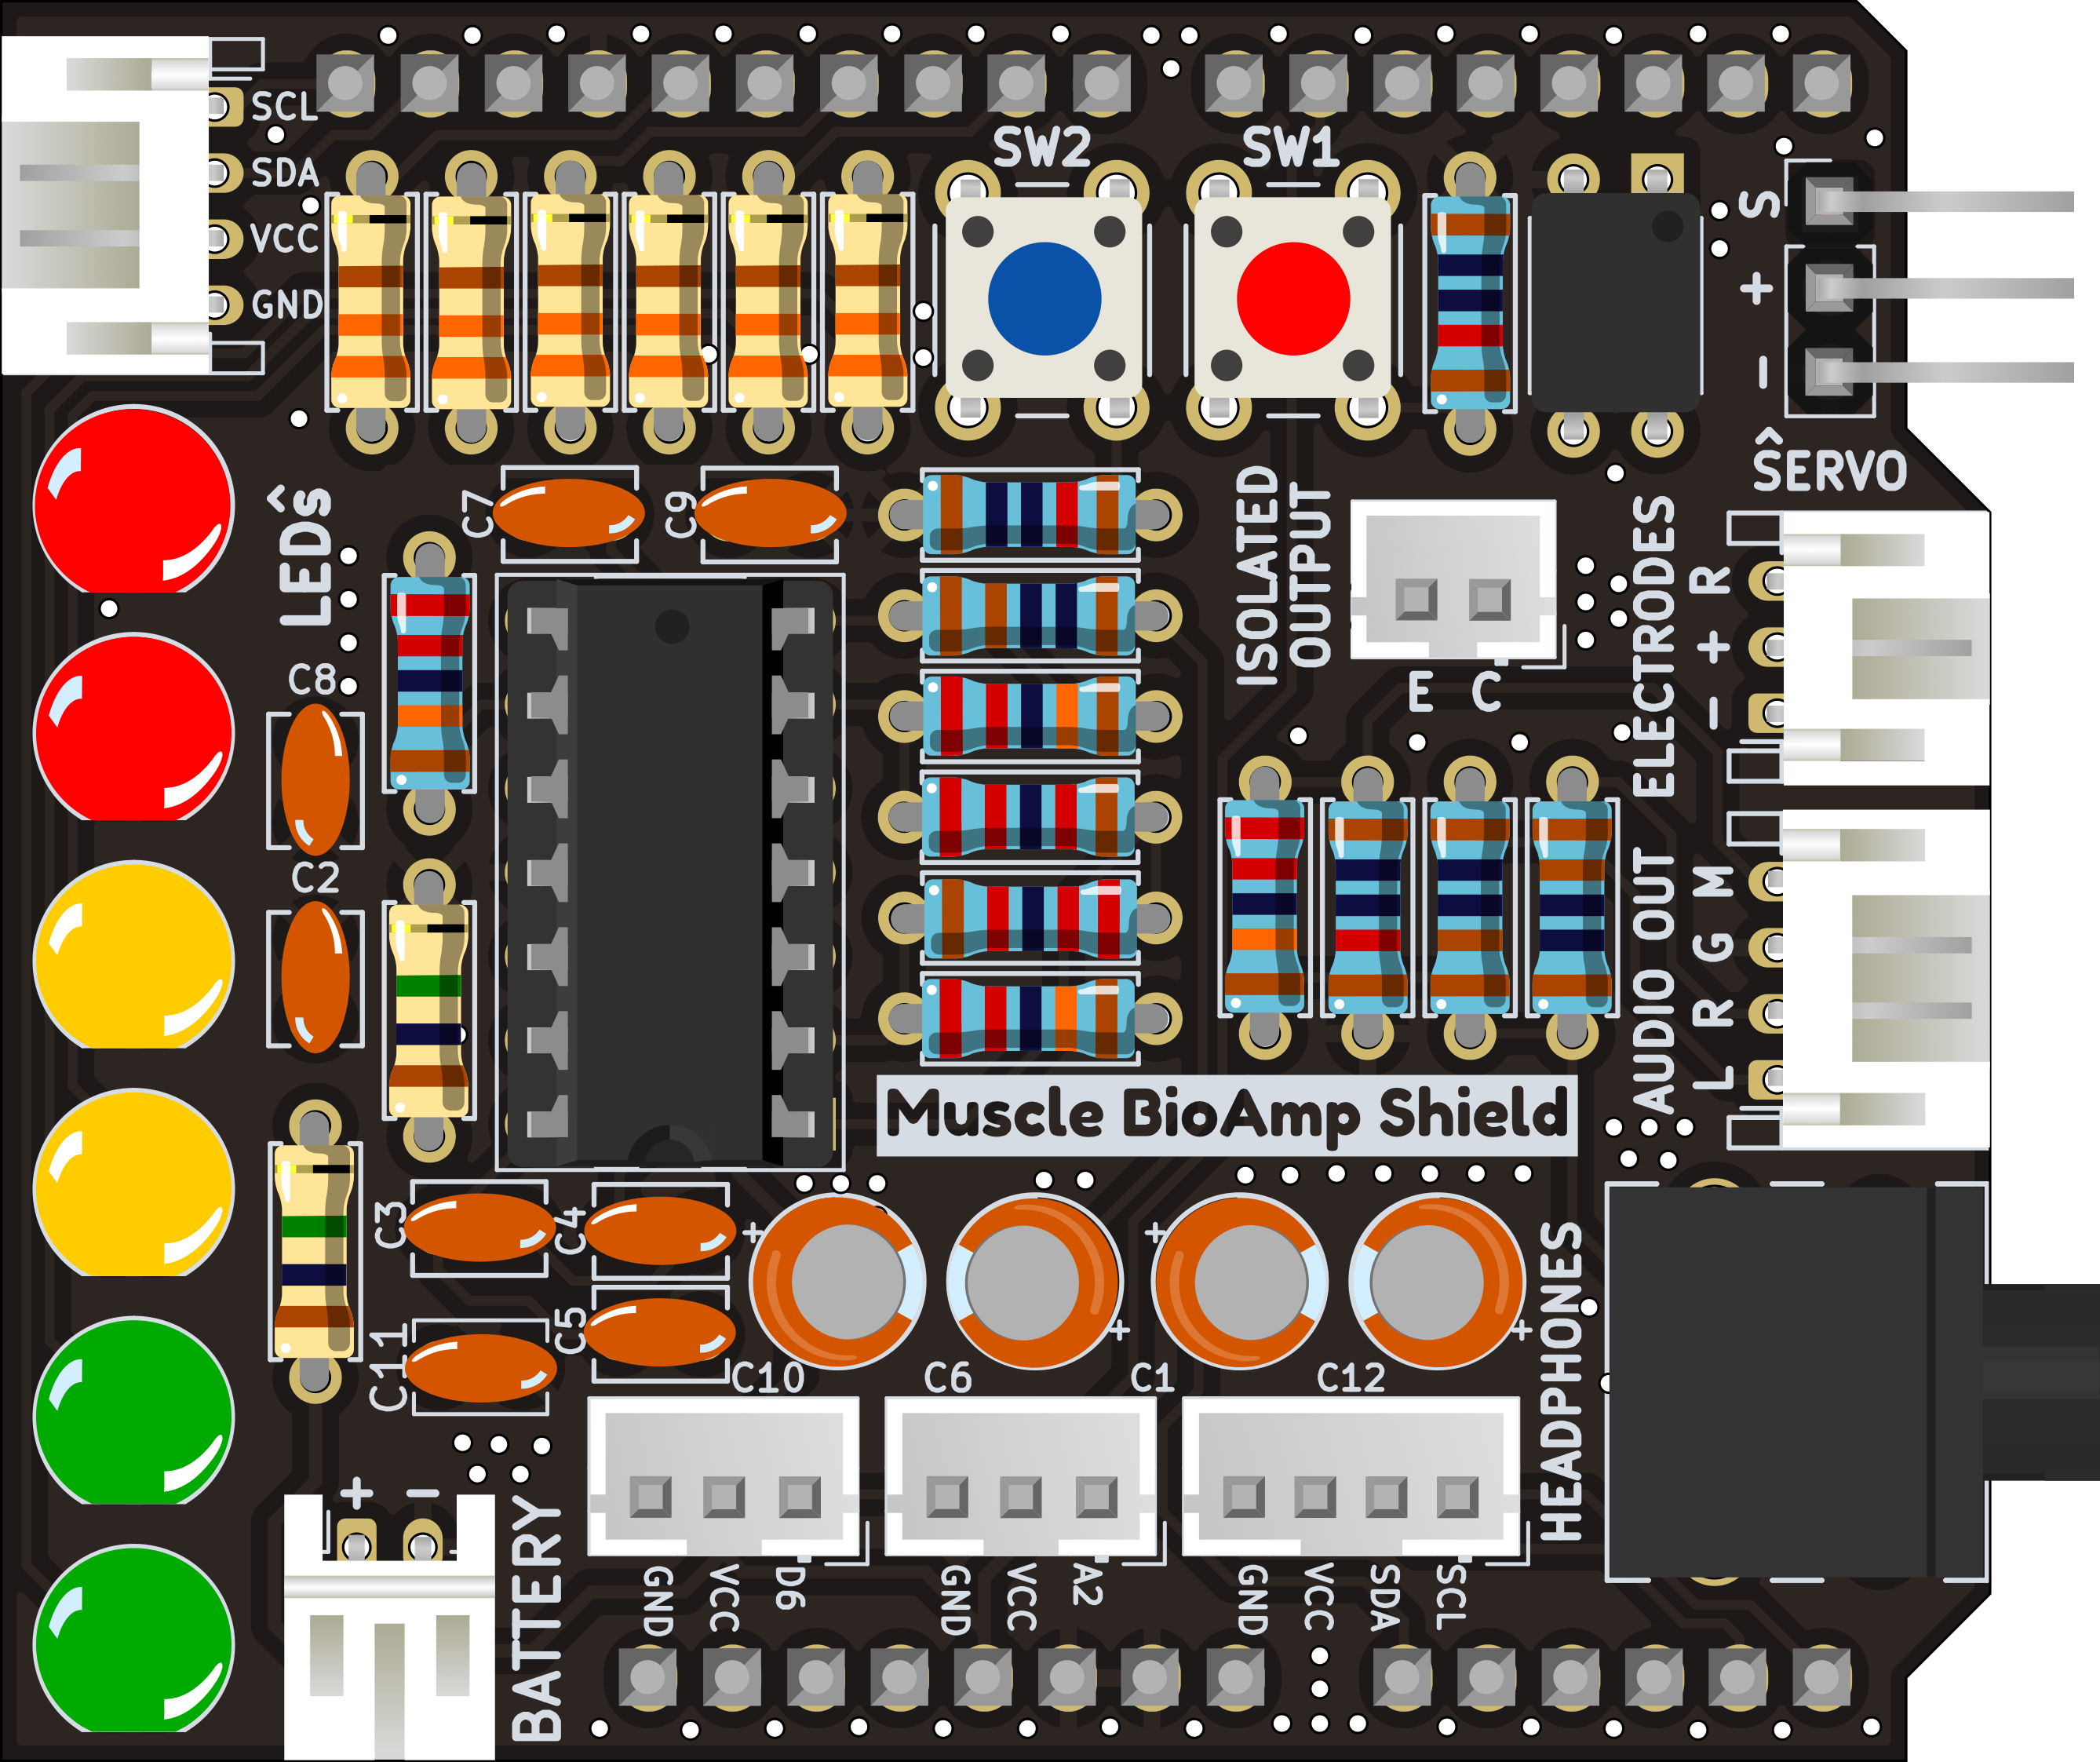 SCL
SDA
VCC
GND
SW2
SW1
S
+
−
^
SERVO
LEDs^
C7
C9
C8
C2
ISOLATED
OUTPUT
E C
ELECTRODES
R
+
−
AUDIO OUT
M
G
R
L
Muscle BioAmp Shield
C3
C4
C5
C11
+
+
+
+
C10
C6
C1
C12
HEADPHONES
+ −
BATTERY
GND VCC D6
GND VCC A2
GND VCC SDA SCL